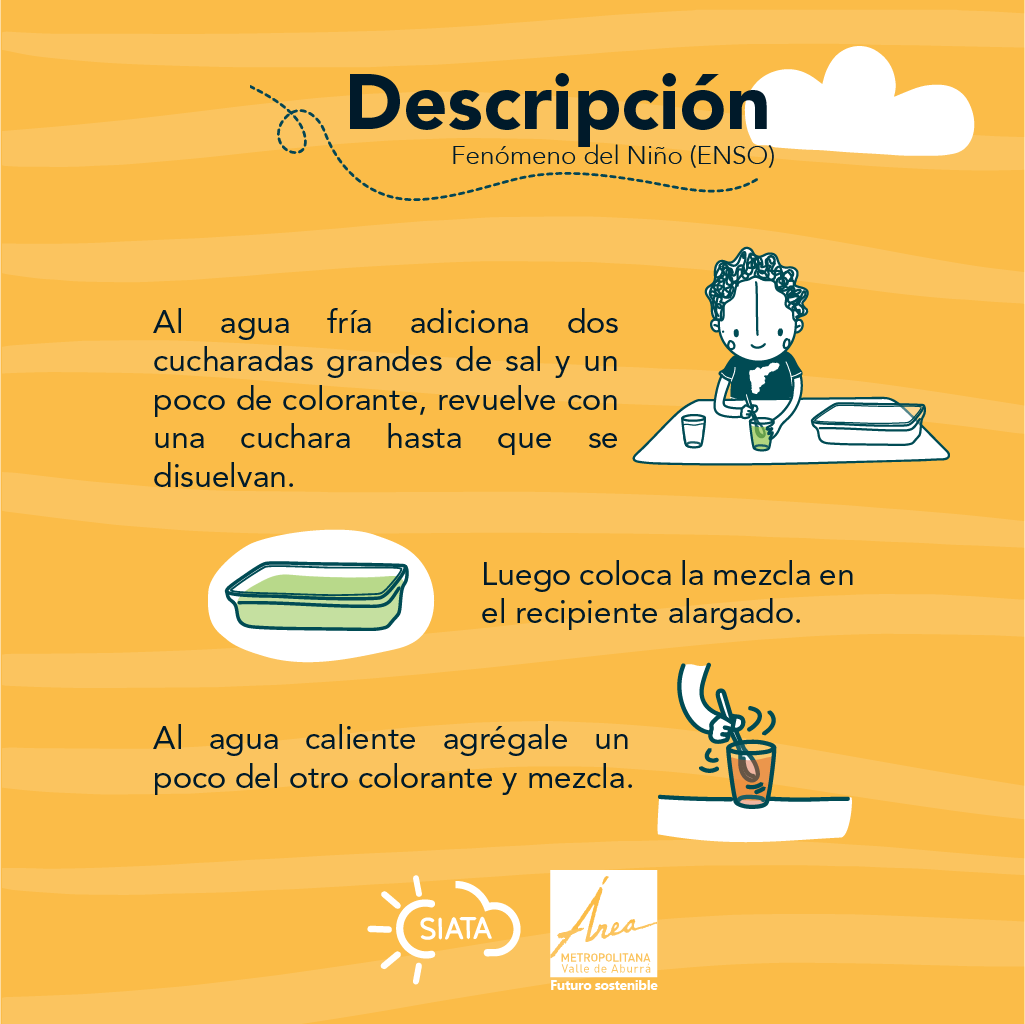 Descripción
Fenómeno del Niño (ENSO)
Al agua fría adiciona dos
cucharadas grandes de sal y un
poco de colorante, revuelve con
una cuchara hasta que se
disuelvan.
Luego coloca la mezcla en
el recipiente alargado.
Al agua caliente agrégale un
poco del otro colorante y mezcla.
SIATA
Área
METROPOLITANA
Valle de Aburrá
Futuro sostenible